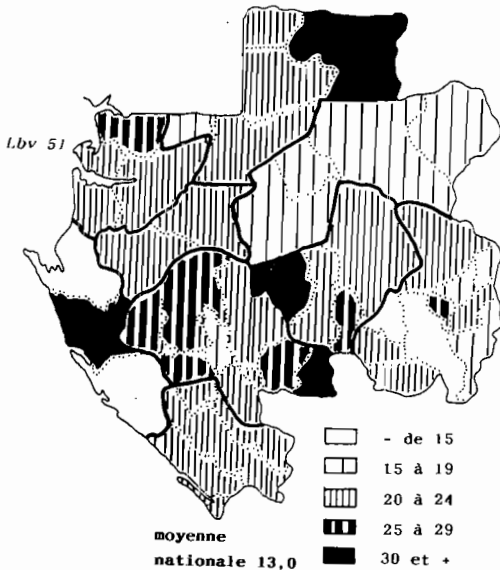 Lbv 51
- de 15
15 à 19
20 à 24
25 à 29
30 et +
moyenne
nationale 13,0